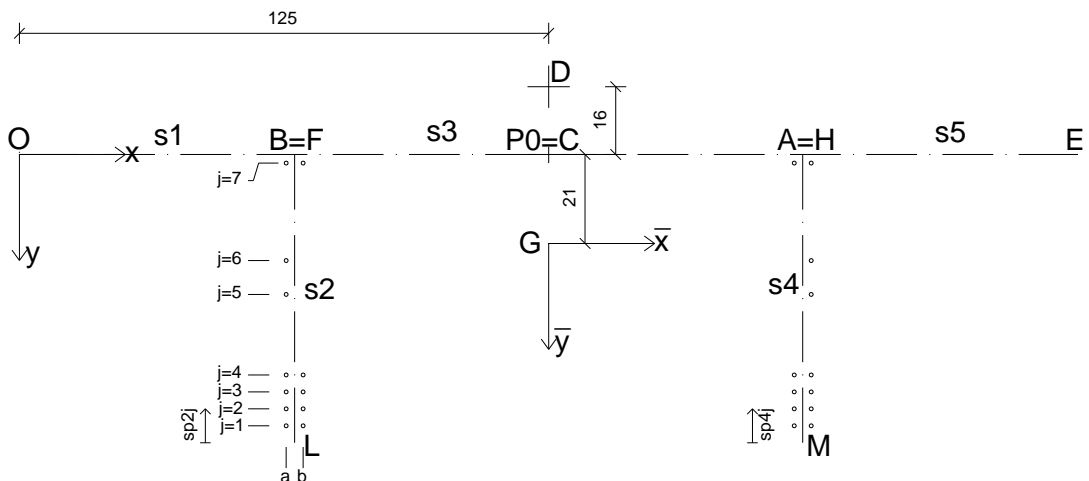 125
D
16
O
s1
B=F
s3
P0=C
A=H
s5
E
x
j=7
21
y
G
x̅
j=6
j=5
s2
s4
y̅
j=4
j=3
j=2
j=1
sp2j
sp4j
L
M
a
b